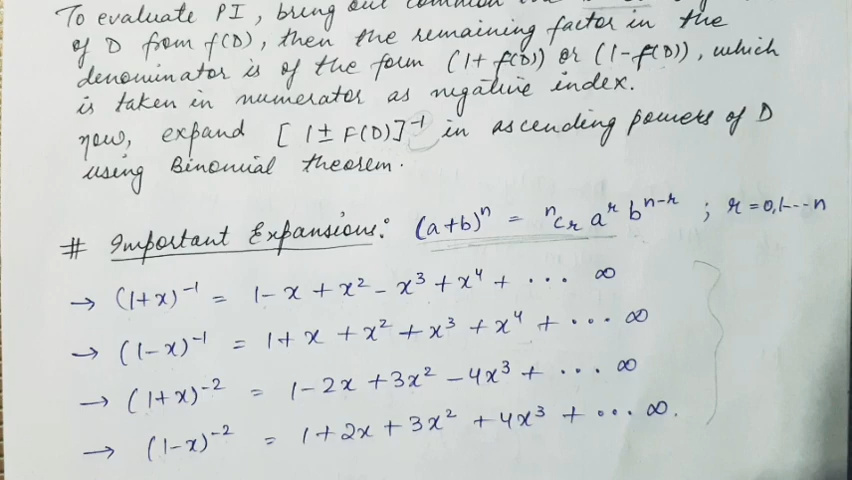 To evaluate PI, bring out common
of D from f(D), then the remaining factor in the
denominator is of the form (1+ f(D)) or (1-f(D)), which
is taken in numerator as negative index.
now, expand [1± F(D)]⁻¹ in ascending powers of D
using Binomial theorem.
# Important Expansions: (a+b)ⁿ = ⁿCᵣ aʳ bⁿ⁻ʳ ; r = 0,1---n
→ (1+x)⁻¹ = 1 - x + x² - x³ + x⁴ + ... ∞
→ (1-x)⁻¹ = 1 + x + x² + x³ + x⁴ + ... ∞
→ (1+x)⁻² = 1 - 2x + 3x² - 4x³ + ... ∞
→ (1-x)⁻² = 1 + 2x + 3x² + 4x³ + ... ∞.